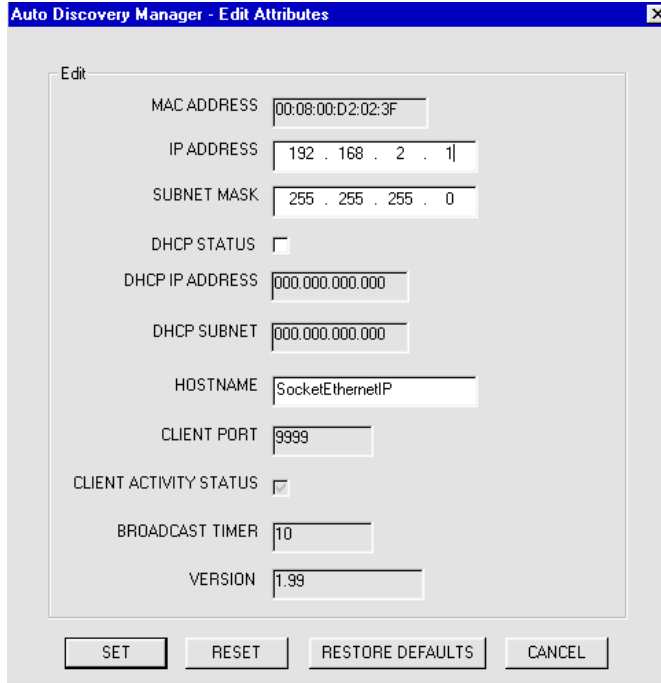 Auto Discovery Manager - Edit Attributes
Edit
MAC ADDRESS 00:08:00:D2:02:3F
IP ADDRESS 192 . 168 . 2 . 1
SUBNET MASK 255 . 255 . 255 . 0
DHCP STATUS
DHCP IP ADDRESS 000.000.000.000
DHCP SUBNET 000.000.000.000
HOSTNAME SocketEthernetIP
CLIENT PORT 9999
CLIENT ACTIVITY STATUS
BROADCAST TIMER 10
VERSION 1.99
SET RESET RESTORE DEFAULTS CANCEL